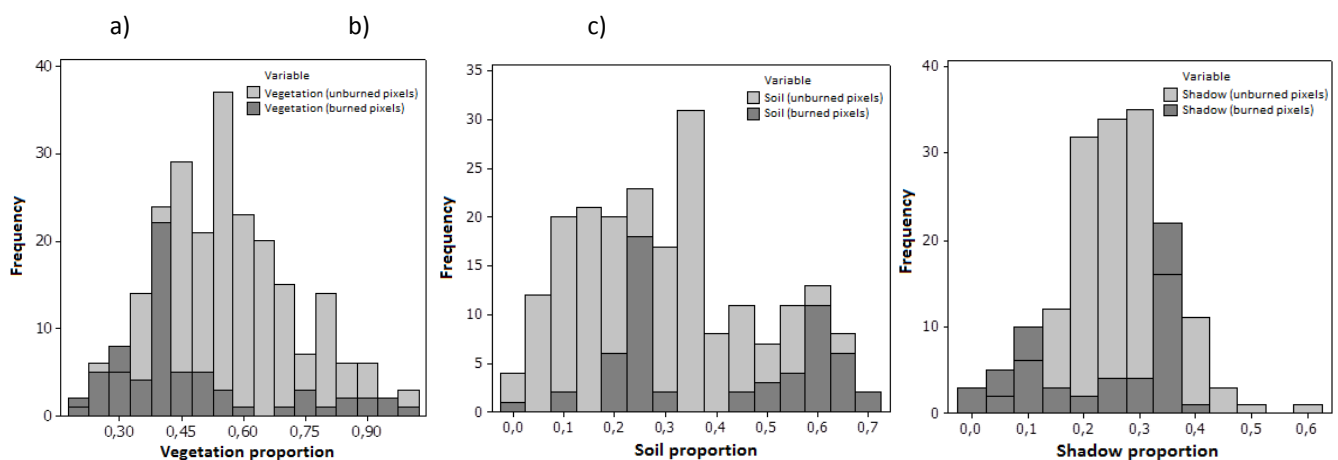 a) b) c)
Variable
Vegetation (unburned pixels)
Vegetation (burned pixels)
Frequency
40
30
20
10
0
0,30 0,45 0,60 0,75 0,90
Vegetation proportion
Variable
Soil (unburned pixels)
Soil (burned pixels)
Frequency
35
30
25
20
15
10
5
0
0,0 0,1 0,2 0,3 0,4 0,5 0,6 0,7
Soil proportion
Variable
Shadow (unburned pixels)
Shadow (burned pixels)
Frequency
40
30
20
10
0
0,0 0,1 0,2 0,3 0,4 0,5 0,6
Shadow proportion